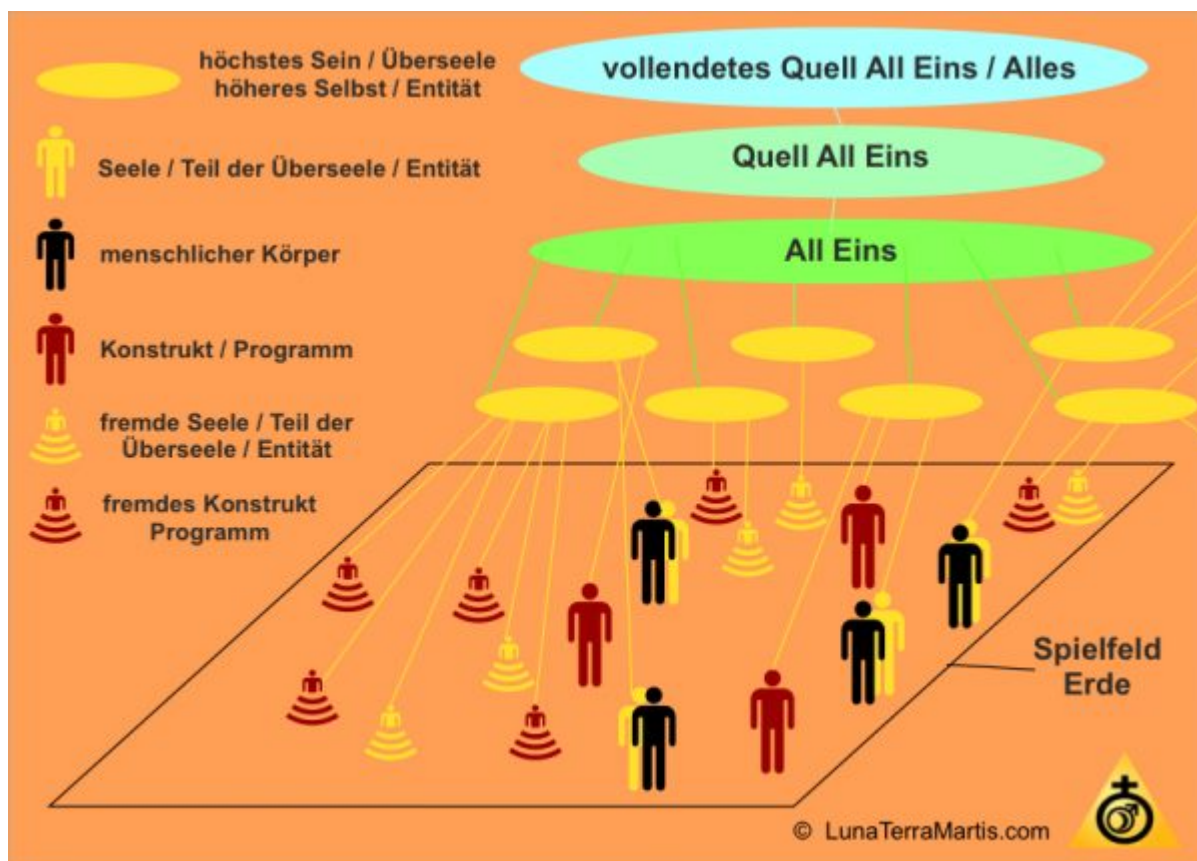 höchstes Sein / Überseele
höheres Selbst / Entität
Seele / Teil der Überseele / Entität
menschlicher Körper
Konstrukt / Programm
fremde Seele / Teil der
Überseele / Entität
fremdes Konstrukt
Programm
vollendetes Quell All Eins / Alles
Quell All Eins
All Eins
Spielfeld
Erde
© LunaTerraMartis.com